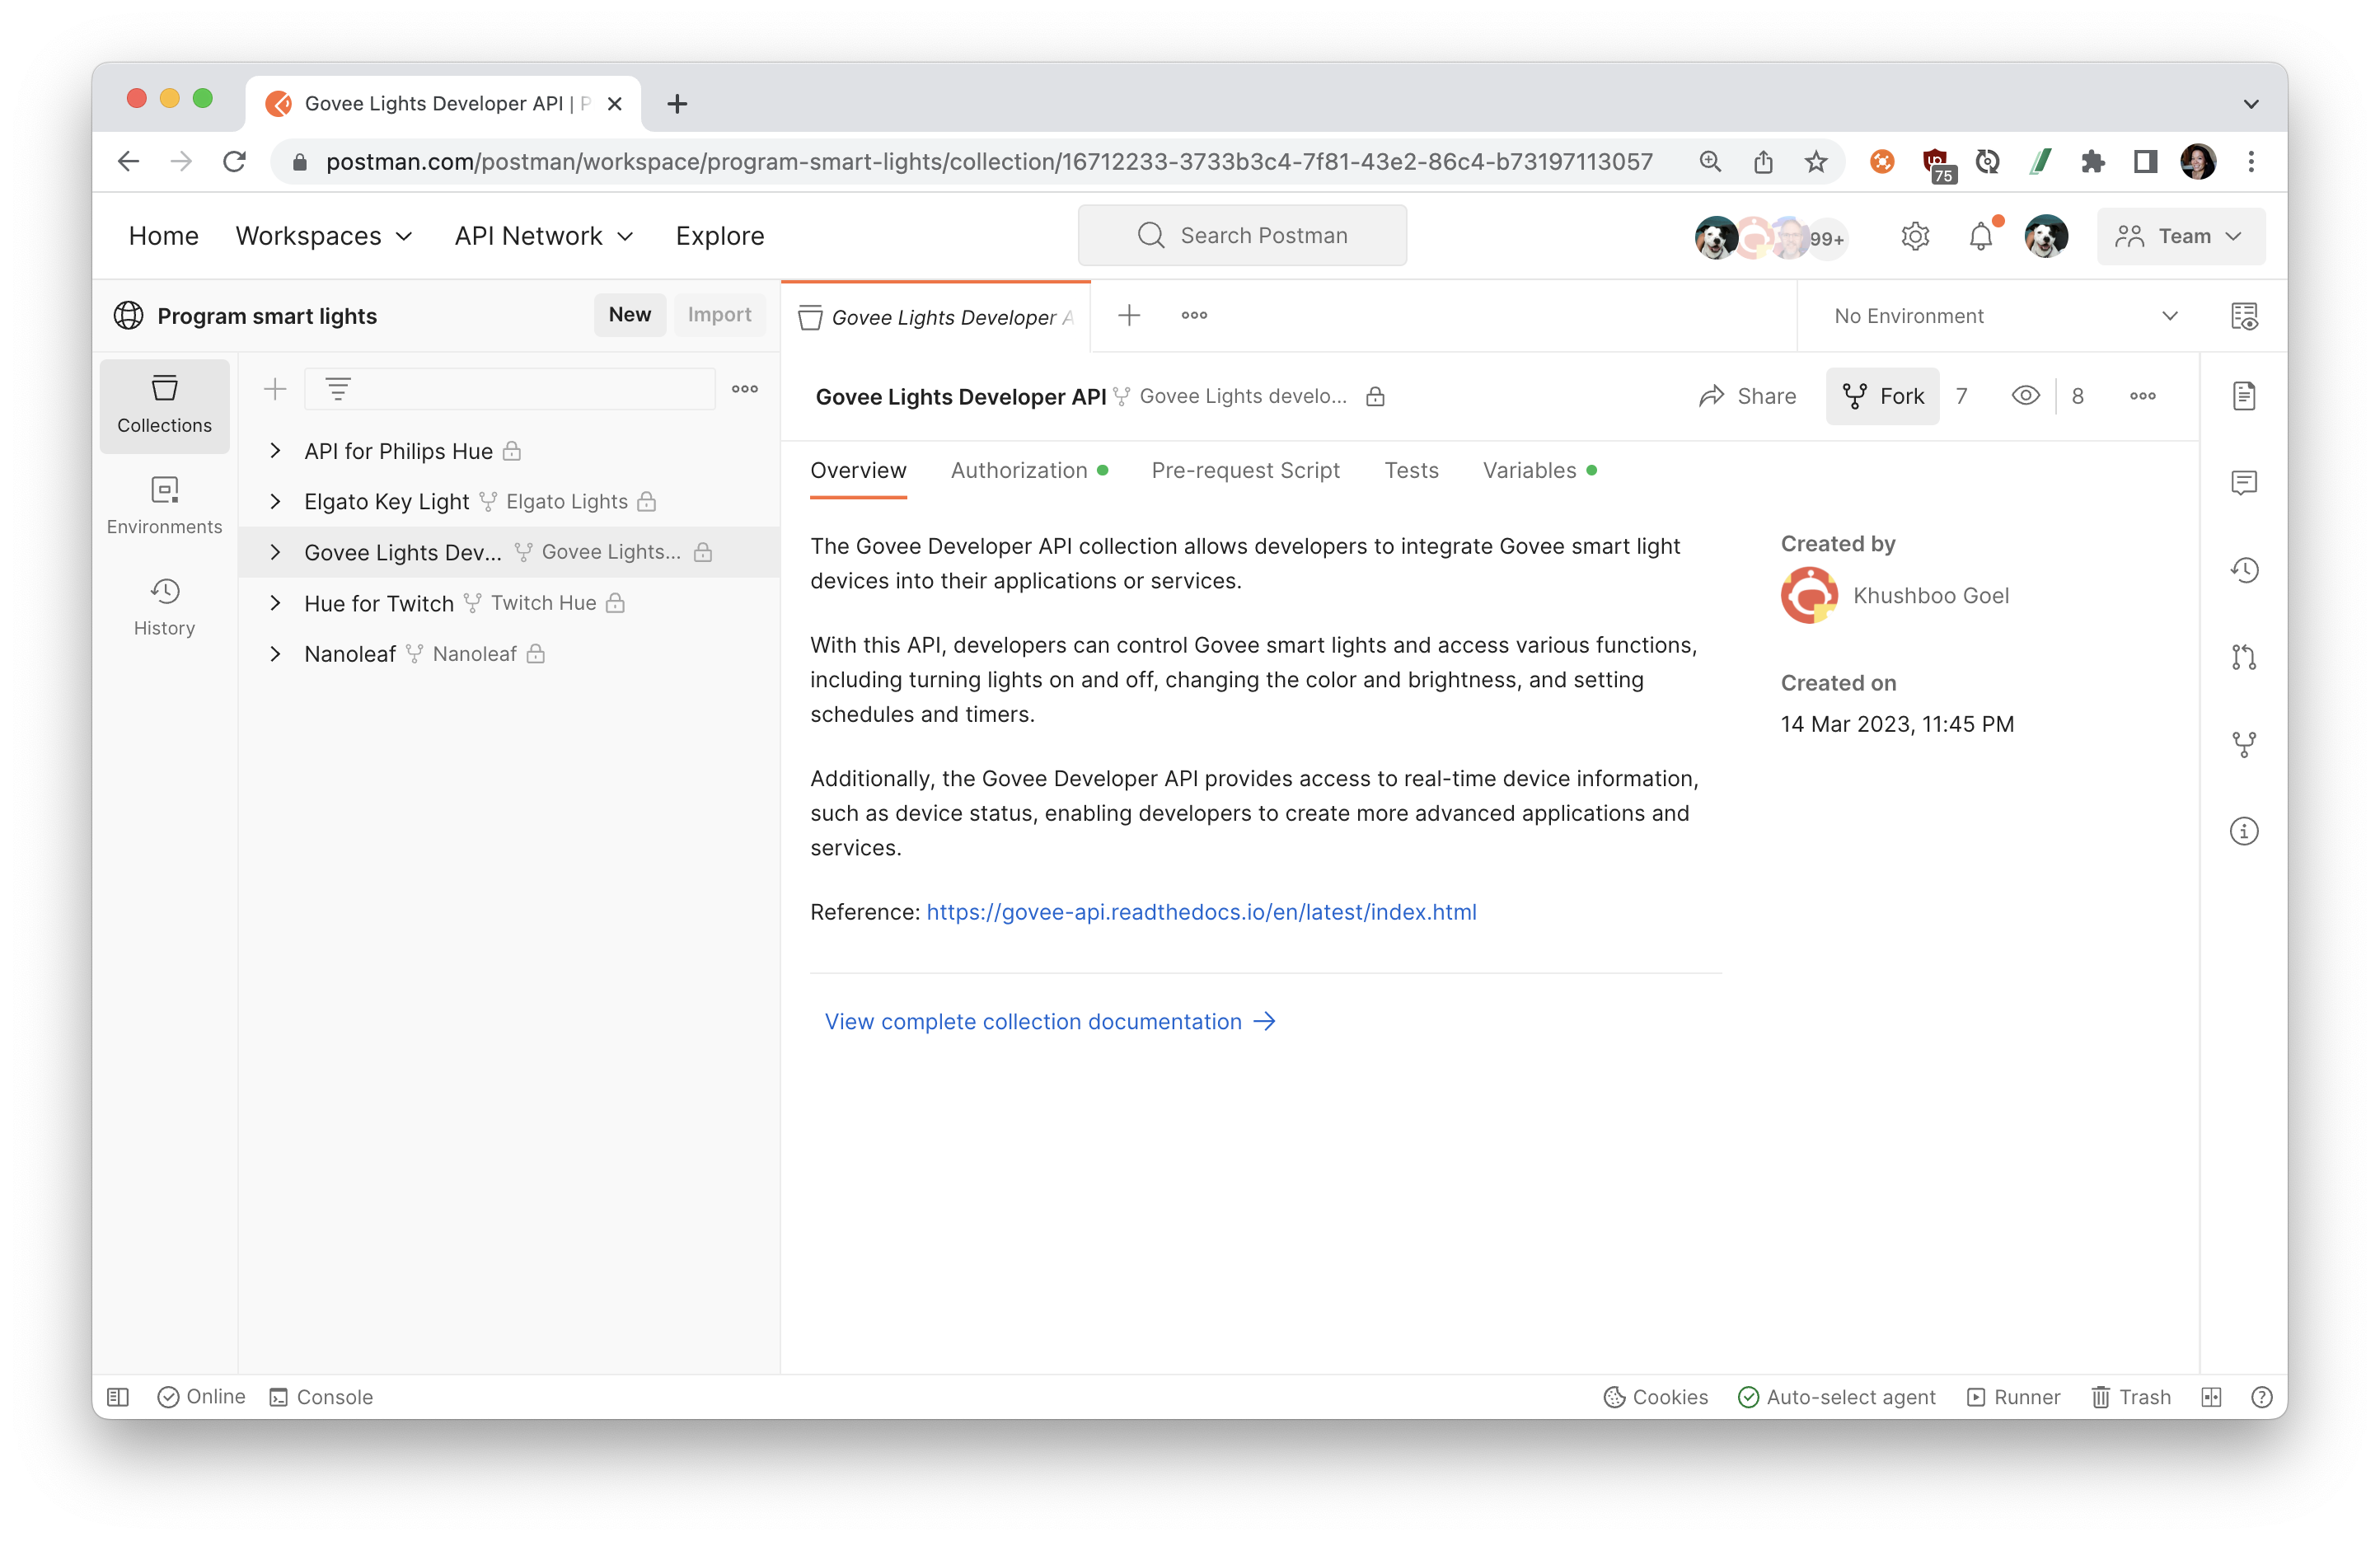 Govee Lights Developer API | P
postman.com/postman/workspace/program-smart-lights/collection/16712233-3733b3c4-7f81-43e2-86c4-b73197113057
75
Home
Workspaces
API Network
Explore
Search Postman
99+
Team
Program smart lights
New
Import
Govee Lights Developer A
No Environment
Collections
Environments
History
API for Philips Hue
Elgato Key Light Elgato Lights
Govee Lights Dev... Govee Lights...
Hue for Twitch Twitch Hue
Nanoleaf Nanoleaf
Govee Lights Developer API Govee Lights develo...
Share
Fork
7
8
Overview
Authorization
Pre-request Script
Tests
Variables
The Govee Developer API collection allows developers to integrate Govee smart light
devices into their applications or services.
With this API, developers can control Govee smart lights and access various functions,
including turning lights on and off, changing the color and brightness, and setting
schedules and timers.
Additionally, the Govee Developer API provides access to real-time device information,
such as device status, enabling developers to create more advanced applications and
services.
Reference: https://govee-api.readthedocs.io/en/latest/index.html
View complete collection documentation
Created by
Khushboo Goel
Created on
14 Mar 2023, 11:45 PM
Online
Console
Cookies
Auto-select agent
Runner
Trash